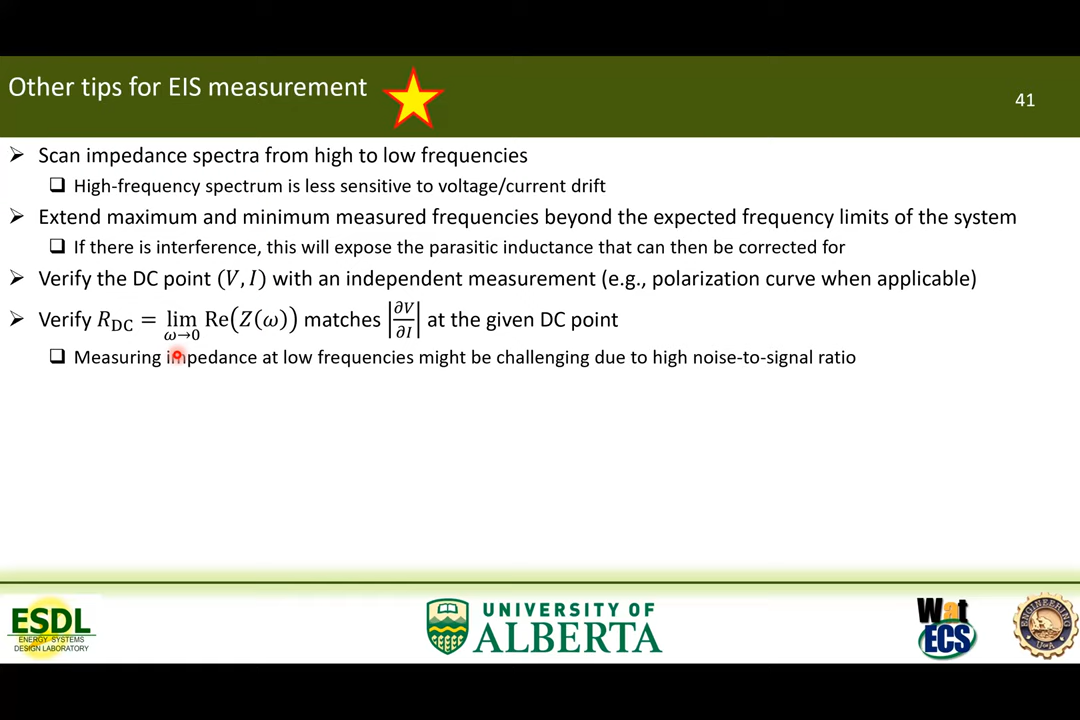 Other tips for EIS measurement
41
➢ Scan impedance spectra from high to low frequencies
❑ High-frequency spectrum is less sensitive to voltage/current drift
➢ Extend maximum and minimum measured frequencies beyond the expected frequency limits of the system
❑ If there is interference, this will expose the parasitic inductance that can then be corrected for
➢ Verify the DC point (V, I) with an independent measurement (e.g., polarization curve when applicable)
➢ Verify R_DC = lim_{ω→0} Re(Z(ω)) matches |∂V/∂I| at the given DC point
❑ Measuring impedance at low frequencies might be challenging due to high noise-to-signal ratio
ESDL
ENERGY SYSTEMS
DESIGN LABORATORY
UNIVERSITY OF
ALBERTA
Wat
ECS
ENGINEERING
U of A